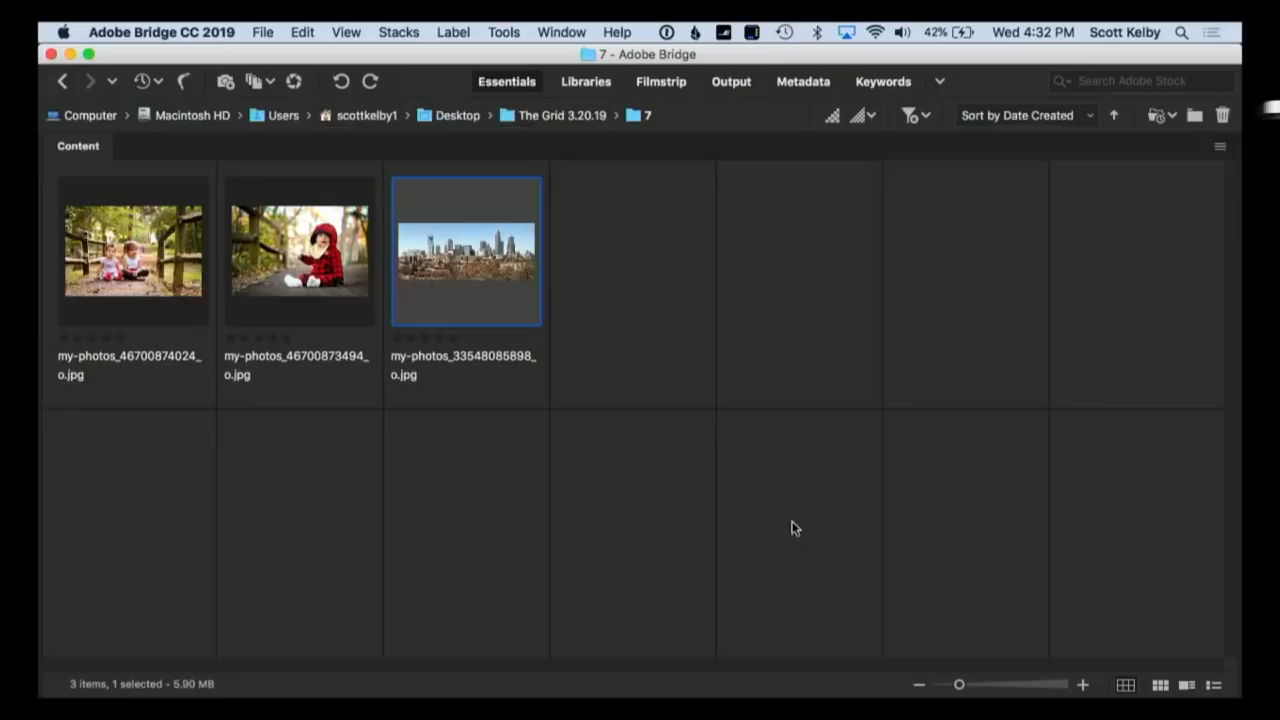 Adobe Bridge CC 2019 File Edit View Stacks Label Tools Window Help 42% Wed 4:32 PM Scott Kelby
7 - Adobe Bridge
Essentials Libraries Filmstrip Output Metadata Keywords Search Adobe Stock
Computer Macintosh HD Users scottkelby1 Desktop The Grid 3.20.19 7 Sort by Date Created
Content
my-photos_46700874024_
o.jpg
my-photos_46700873494_
o.jpg
my-photos_33548085898_
o.jpg
3 items, 1 selected - 5.90 MB